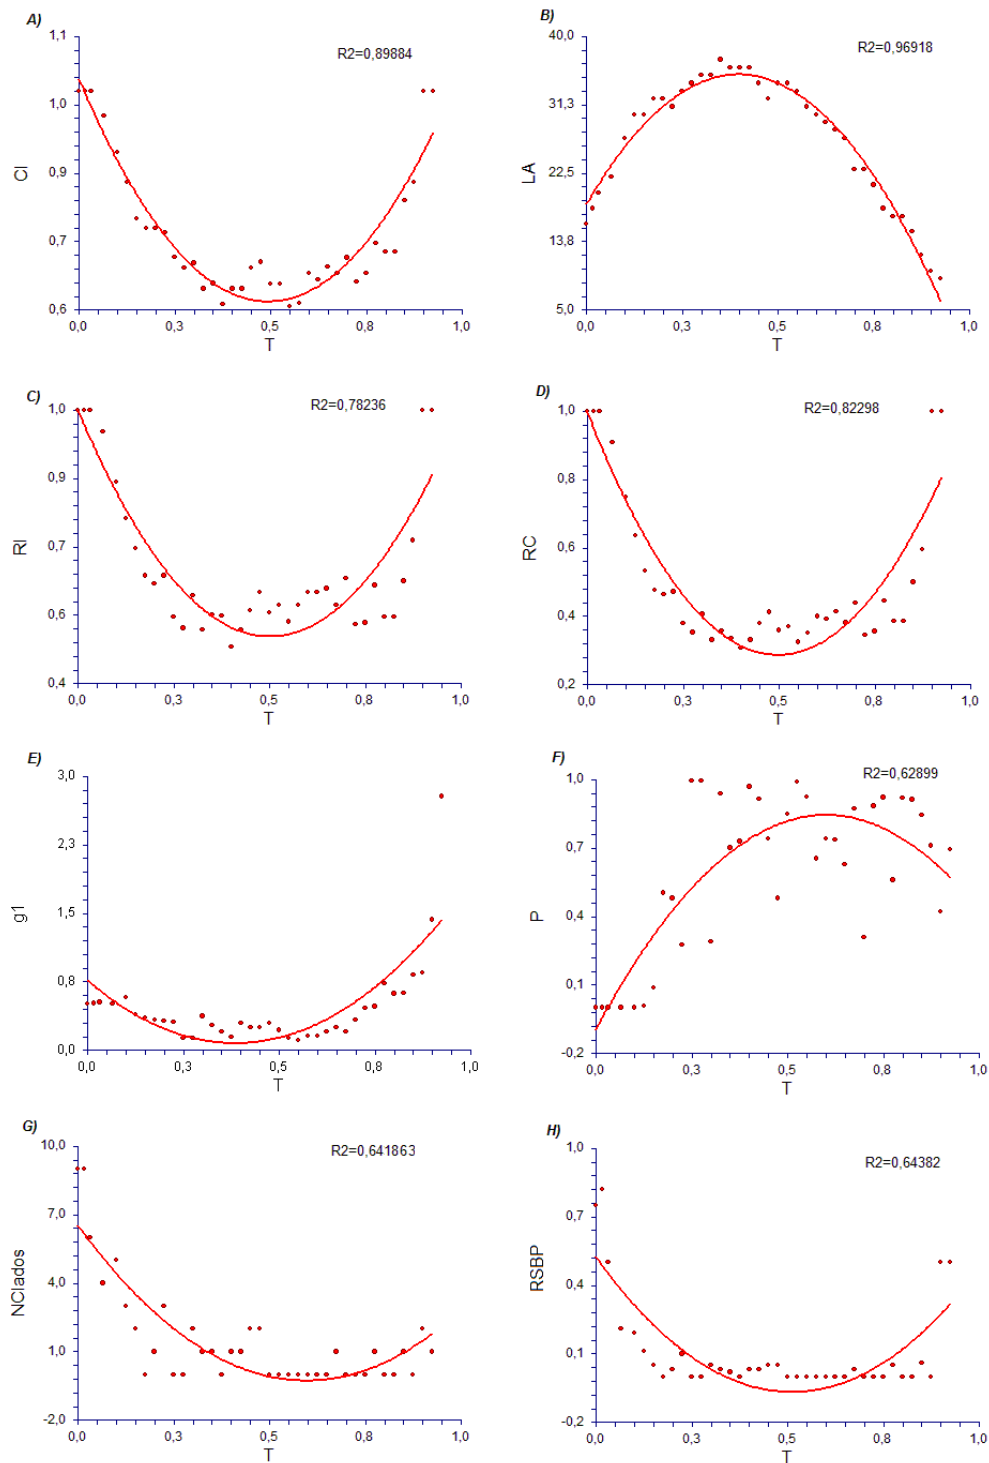 A)
R2=0,89884
1,1
1,0
0,9
0,7
0,6
CI
0,0 0,3 0,5 0,8 1,0
T
B)
R2=0,96918
40,0
31,3
22,5
13,8
5,0
LA
0,0 0,3 0,5 0,8 1,0
T
C)
R2=0,78236
1,0
0,9
0,7
0,6
0,4
RI
0,0 0,3 0,5 0,8 1,0
T
D)
R2=0,82298
1,0
0,8
0,6
0,4
0,2
RC
0,0 0,3 0,5 0,8 1,0
T
E)
3,0
2,3
1,5
0,8
0,0
g1
0,0 0,3 0,5 0,8 1,0
T
F)
R2=0,62899
1,0
0,7
0,4
0,1
-0,2
P
0,0 0,3 0,5 0,8 1,0
T
G)
R2=0,641863
10,0
7,0
4,0
1,0
-2,0
NClados
0,0 0,3 0,5 0,8 1,0
T
H)
R2=0,64382
1,0
0,7
0,4
0,1
-0,2
RSBP
0,0 0,3 0,5 0,8 1,0
T